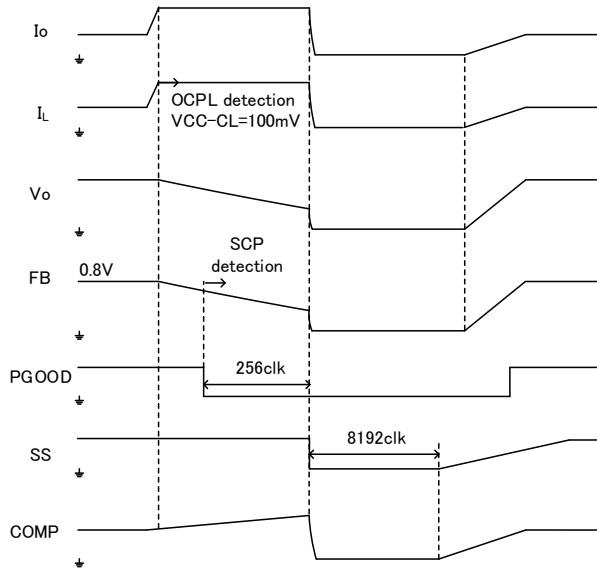 Io
IL
OCPL detection
VCC-CL=100mV
Vo
SCP
detection
FB
0.8V
PGOOD
256clk
SS
8192clk
COMP